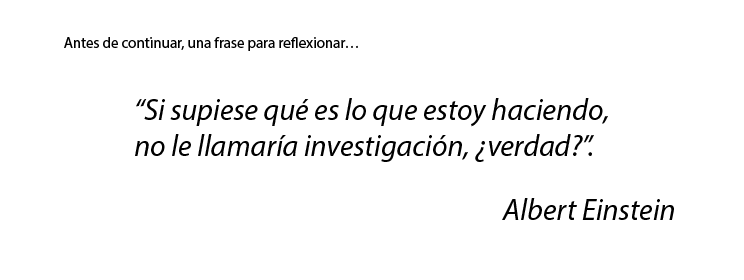 Antes de continuar, una frase para reflexionar…
“Si supiese qué es lo que estoy haciendo,
no le llamaría investigación, ¿verdad?”.
Albert Einstein